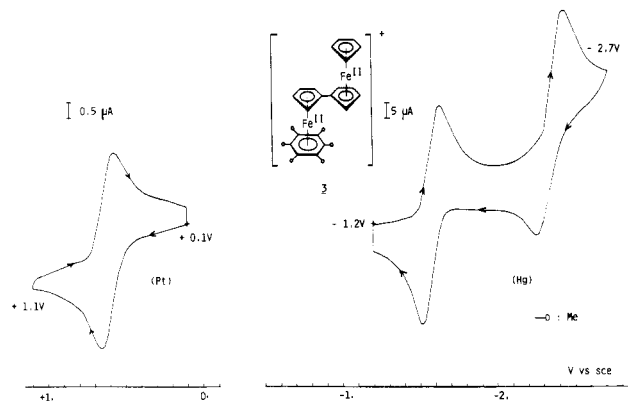 +
Fe II
Fe II
3
0.5 µA
5 µA
- 2.7V
+ 0.1V
- 1.2V
(Pt)
(Hg)
+ 1.1V
—o : Me
V vs sce
+1. 0. -1. -2.